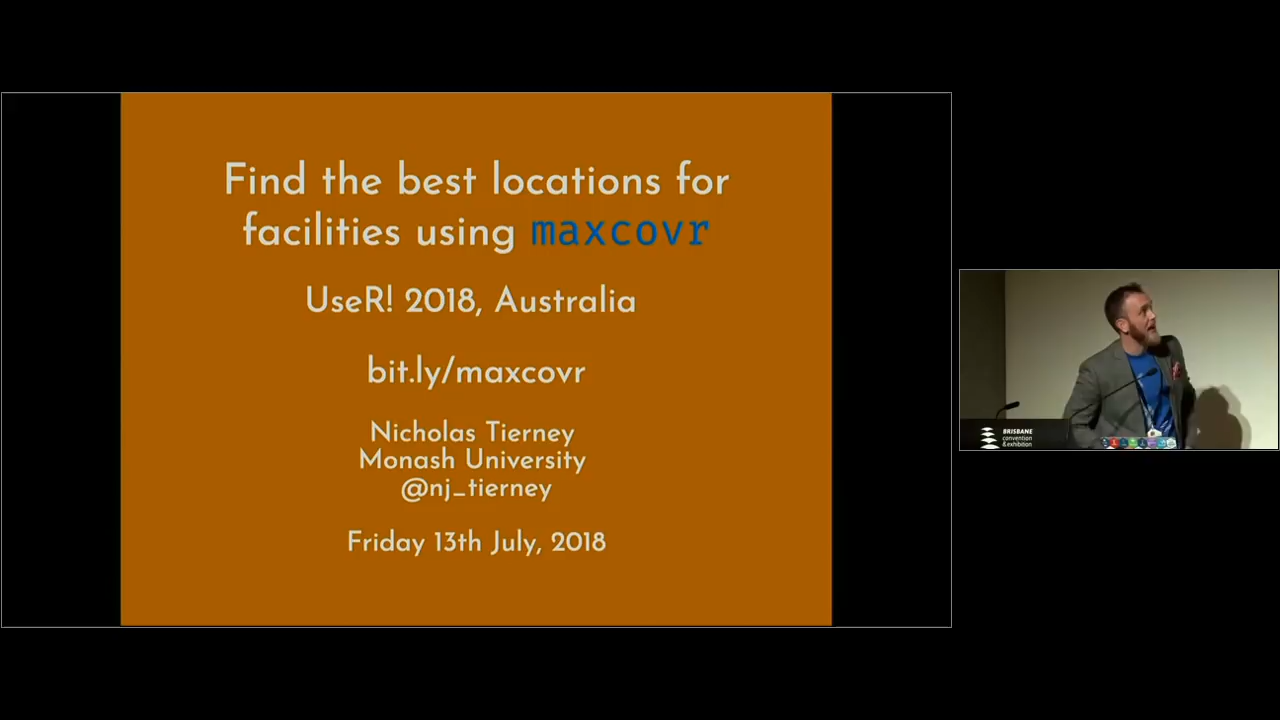 Find the best locations for
facilities using maxcovr
UseR! 2018, Australia
bit.ly/maxcovr
Nicholas Tierney
Monash University
@nj_tierney
Friday 13th July, 2018
BRISBANE
convention
& exhibition